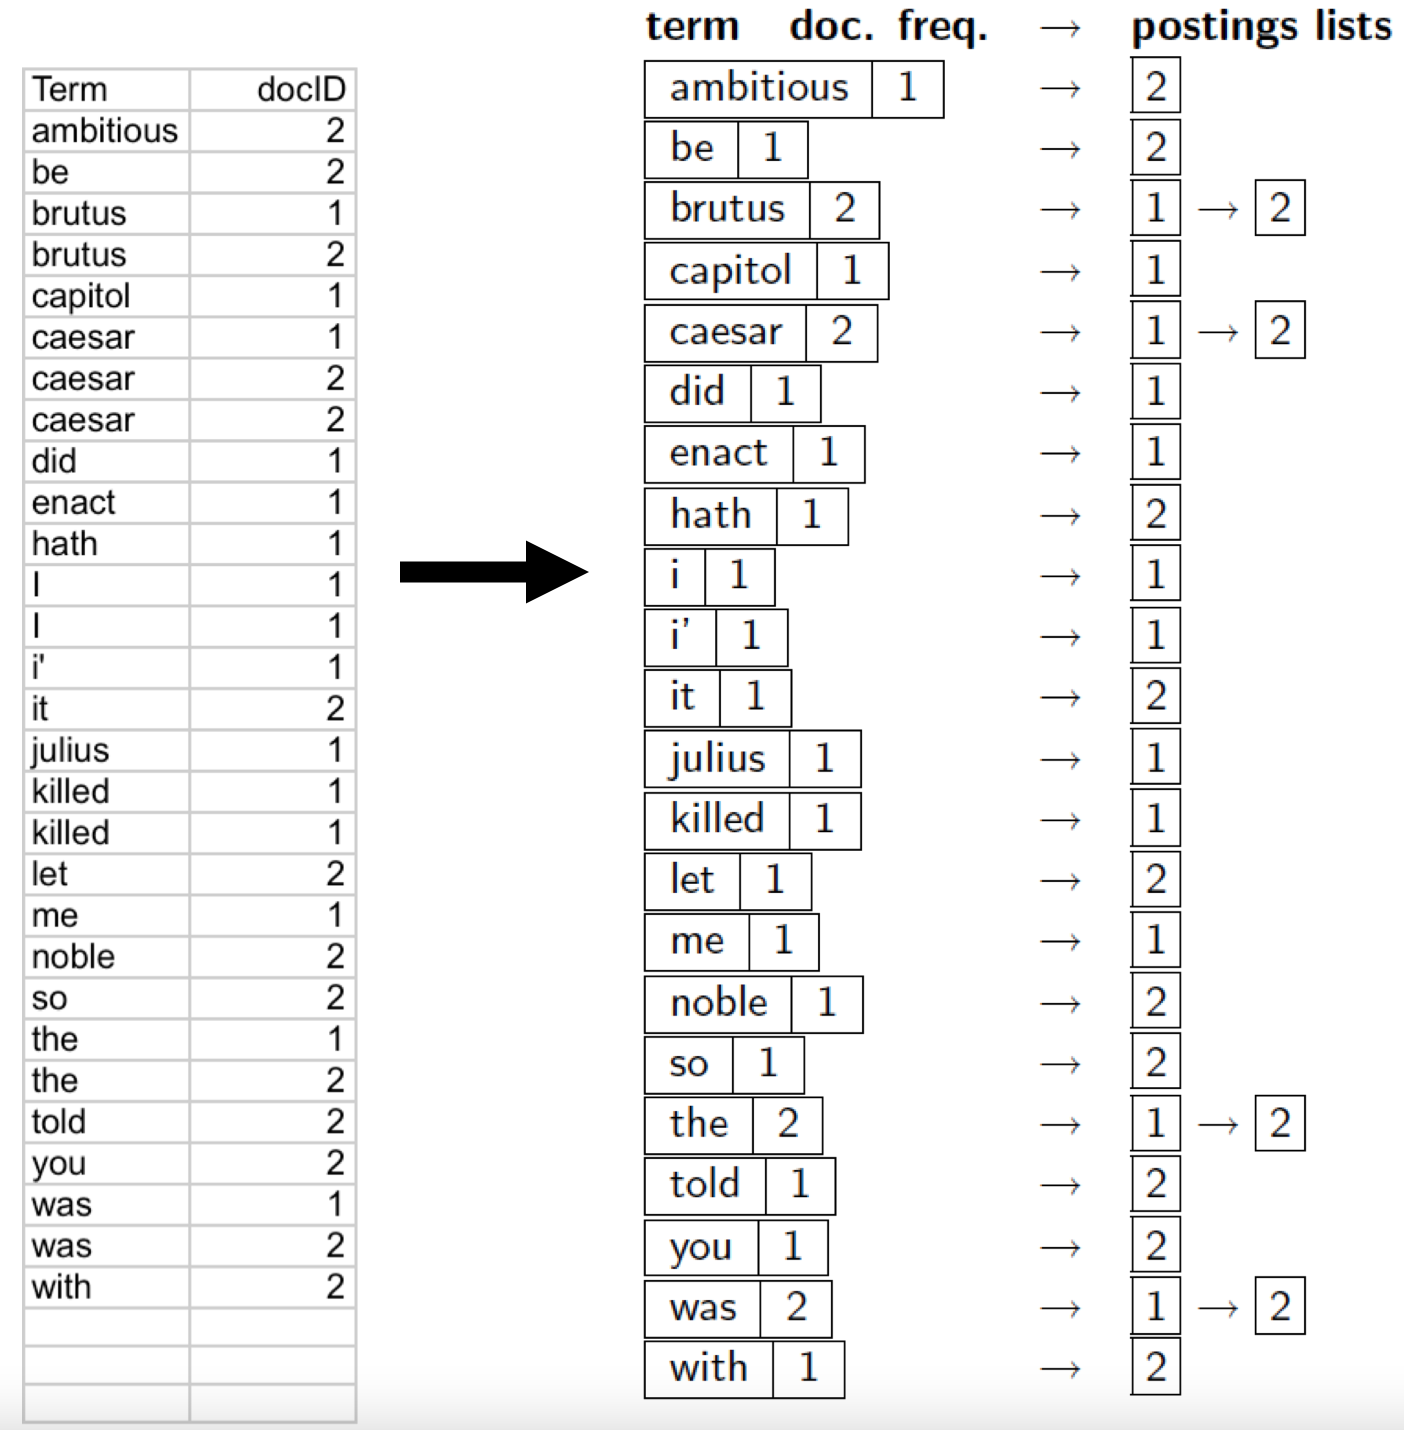 Term docID
ambitious 2
be 2
brutus 1
brutus 2
capitol 1
caesar 1
caesar 2
caesar 2
did 1
enact 1
hath 1
I 1
I 1
i' 1
it 2
julius 1
killed 1
killed 1
let 2
me 1
noble 2
so 2
the 1
the 2
told 2
you 2
was 1
was 2
with 2
term doc. freq. → postings lists
ambitious 1 → 2
be 1 → 2
brutus 2 → 1 → 2
capitol 1 → 1
caesar 2 → 1 → 2
did 1 → 1
enact 1 → 1
hath 1 → 2
i 1 → 1
i’ 1 → 1
it 1 → 2
julius 1 → 1
killed 1 → 1
let 1 → 2
me 1 → 1
noble 1 → 2
so 1 → 2
the 2 → 1 → 2
told 1 → 2
you 1 → 2
was 2 → 1 → 2
with 1 → 2